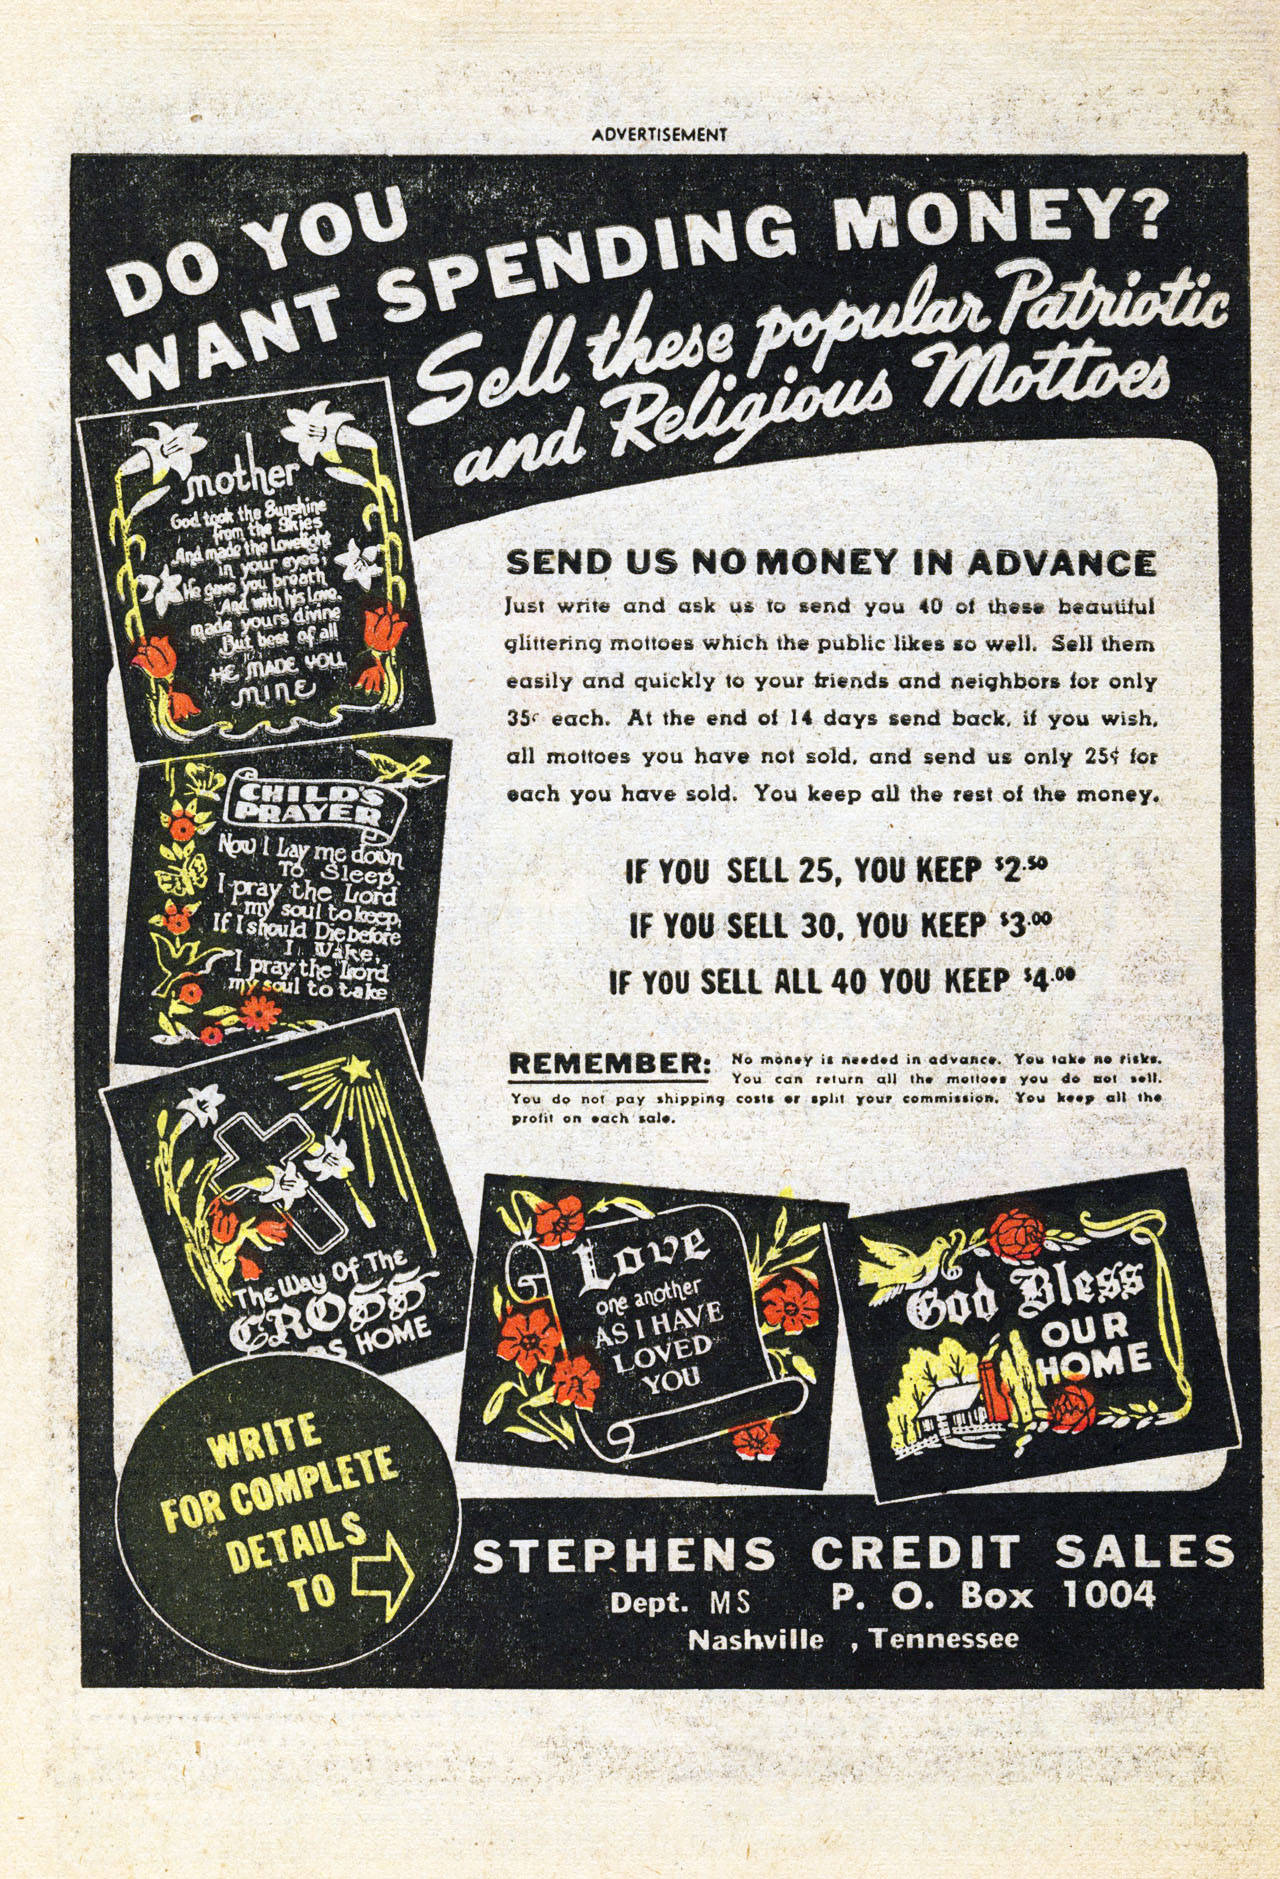 ADVERTISEMENT
DO YOU
WANT SPENDING MONEY?
Sell these popular Patriotic
and Religious Mottoes
mother
God took the Sunshine
from the Skies
And made the Lovelight
in your eyes;
He gave you breath
And with his Love,
made yours divine
But best of all
HE MADE YOU
MINE
CHILD'S
PRAYER
Now I Lay me down
To Sleep,
I pray the Lord
my soul to keep,
If I should Die before
I Wake,
I pray the Lord
my soul to take
The Way Of The
CROSS
HOME
SEND US NO MONEY IN ADVANCE
Just write and ask us to send you 40 of these beautiful
glittering mottoes which the public likes so well. Sell them
easily and quickly to your friends and neighbors for only
35¢ each. At the end of 14 days send back, if you wish,
all mottoes you have not sold, and send us only 25¢ for
each you have sold. You keep all the rest of the money.
IF YOU SELL 25, YOU KEEP $2.50
IF YOU SELL 30, YOU KEEP $3.00
IF YOU SELL ALL 40 YOU KEEP $4.00
REMEMBER: No money is needed in advance. You take no risks.
You can return all the mottoes you do not sell.
You do not pay shipping costs or split your commission. You keep all the
profit on each sale.
Love
one another
AS I HAVE
LOVED
YOU
God Bless
OUR
HOME
WRITE
FOR COMPLETE
DETAILS
TO
STEPHENS CREDIT SALES
Dept. MS P. O. Box 1004
Nashville , Tennessee